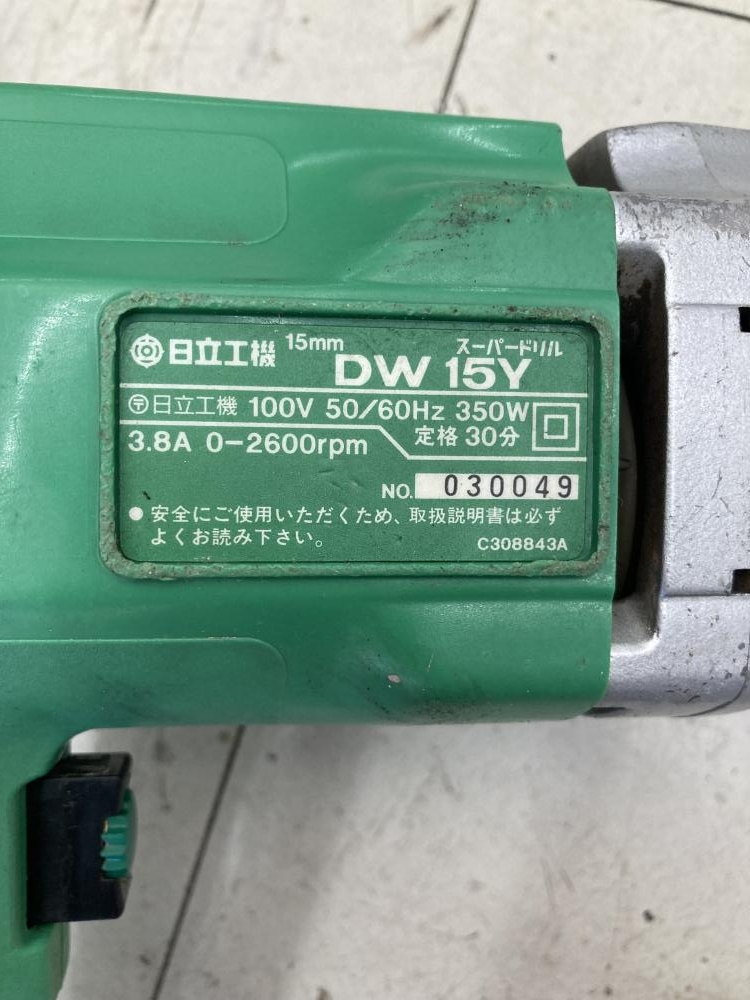 日立工機 15mm スーパードリル
DW 15Y
〒日立工機 100V 50/60Hz 350W
3.8A 0-2600rpm 定格 30分
NO. 030049
● 安全にご使用いただくため、取扱説明書は必ず
よくお読み下さい。 C308843A